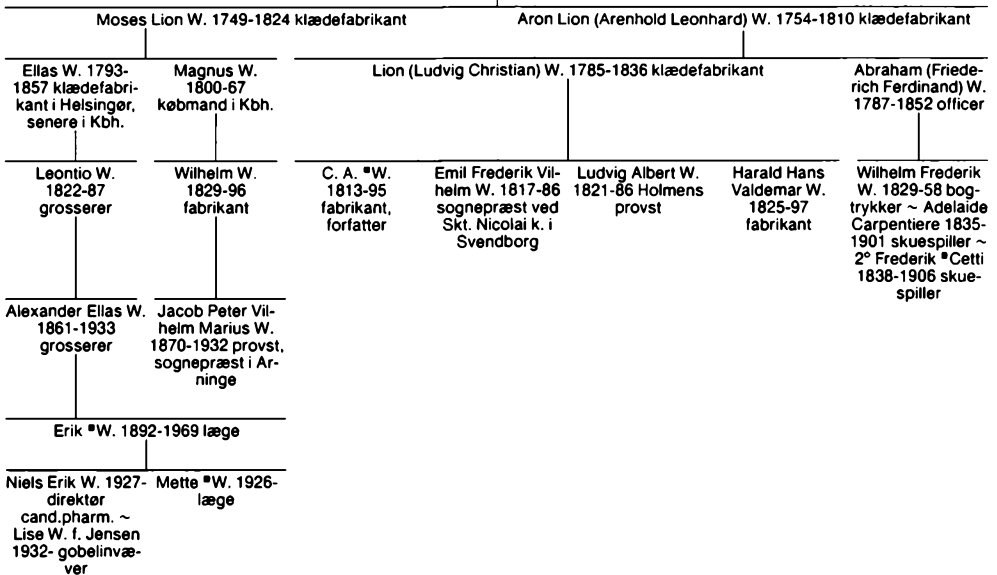 Moses Lion W. 1749-1824 klædefabrikant
Aron Lion (Arenhold Leonhard) W. 1754-1810 klædefabrikant
Ellas W. 1793-
1857 klædefabri-
kant i Helsingør,
senere i Kbh.
Magnus W.
1800-67
købmand i Kbh.
Lion (Ludvig Christian) W. 1785-1836 klædefabrikant
Abraham (Friede-
rich Ferdinand) W.
1787-1852 officer
Leontio W.
1822-87
grosserer
Wilhelm W.
1829-96
fabrikant
C. A. *W.
1813-95
fabrikant,
forfatter
Emil Frederik Vil-
helm W. 1817-86
sognepræst ved
Skt. Nicolai k. i
Svendborg
Ludvig Albert W.
1821-86 Holmens
provst
Harald Hans
Valdemar W.
1825-97
fabrikant
Wilhelm Frederik
W. 1829-58 bog-
trykker ~ Adelaide
Carpentiere 1835-
1901 skuespiller ~
2° Frederik *Cetti
1838-1906 skue-
spiller
Alexander Ellas W.
1861-1933
grosserer
Jacob Peter Vil-
helm Marius W.
1870-1932 provst,
sognepræst i Ar-
ninge
Erik *W. 1892-1969 læge
Niels Erik W. 1927-
direktør
cand.pharm. ~
Lise W. f. Jensen
1932- gobelinvæ-
ver
Mette *W. 1926-
læge